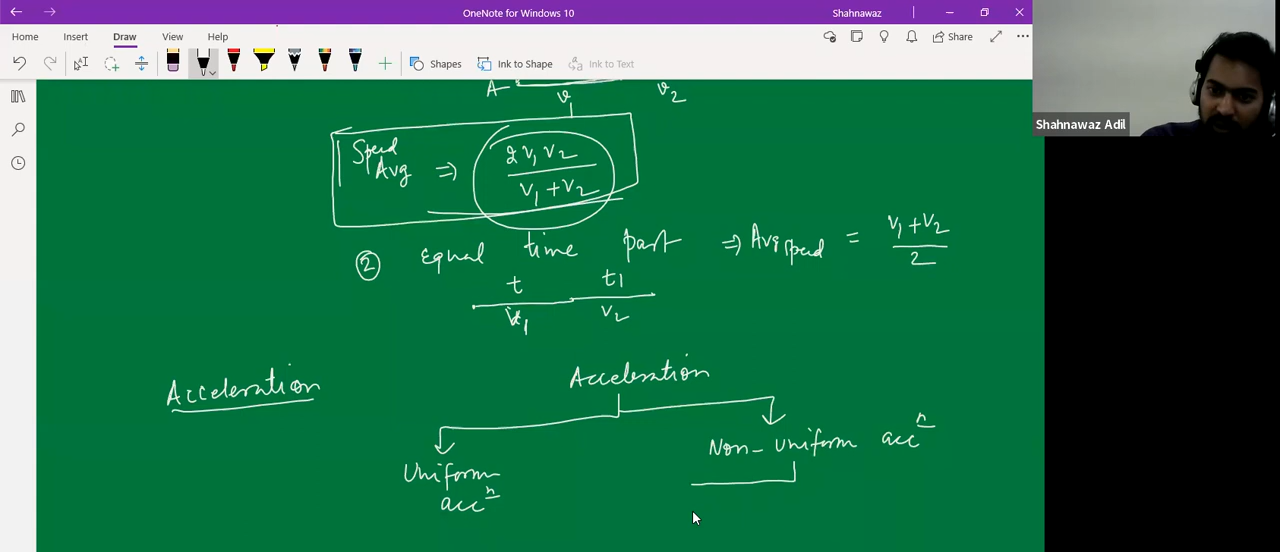 OneNote for Windows 10
Shahnawaz
Home Insert Draw View Help
Share
Shapes Ink to Shape Ink to Text
Shahnawaz Adil
A v1 v2
Speed Avg ⇒ 2v1v2 / v1+v2
② Equal time part ⇒ Avg speed = v1+v2 / 2
t t1
v1 v2
Acceleration
Acceleration
Uniform accⁿ
Non-Uniform accⁿ